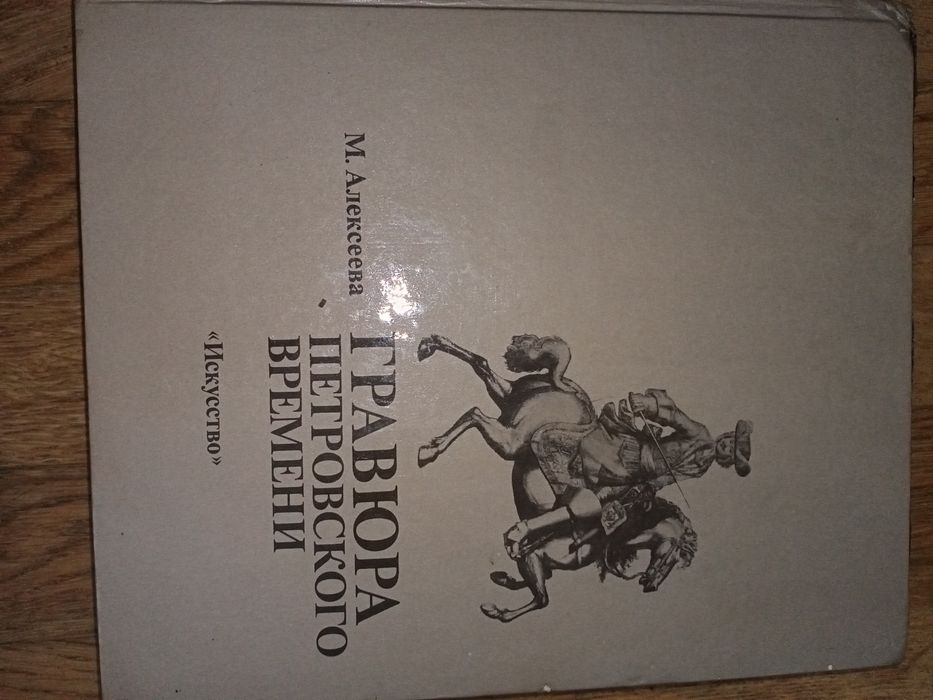 М. Алексеева
ГРАВЮРА
ПЕТРОВСКОГО
ВРЕМЕНИ
«Искусство»